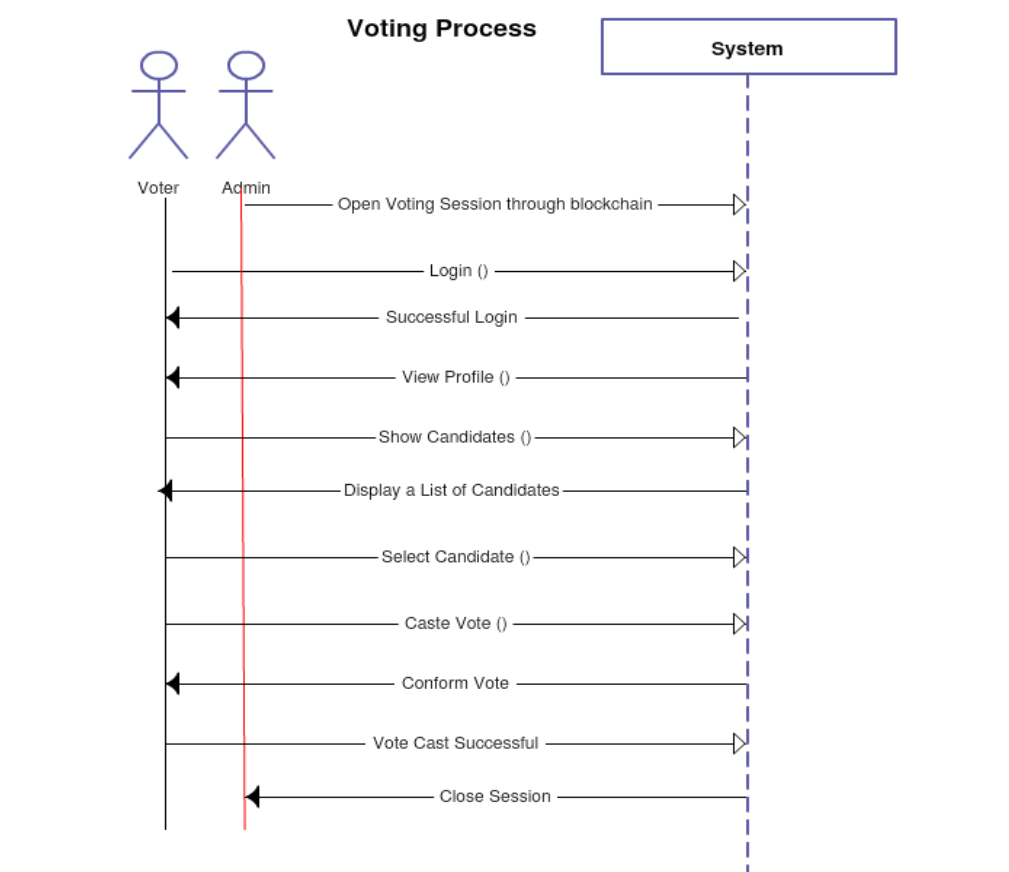 Voting Process
System
Voter
Admin
Open Voting Session through blockchain
Login ()
Successful Login
View Profile ()
Show Candidates ()
Display a List of Candidates
Select Candidate ()
Caste Vote ()
Conform Vote
Vote Cast Successful
Close Session